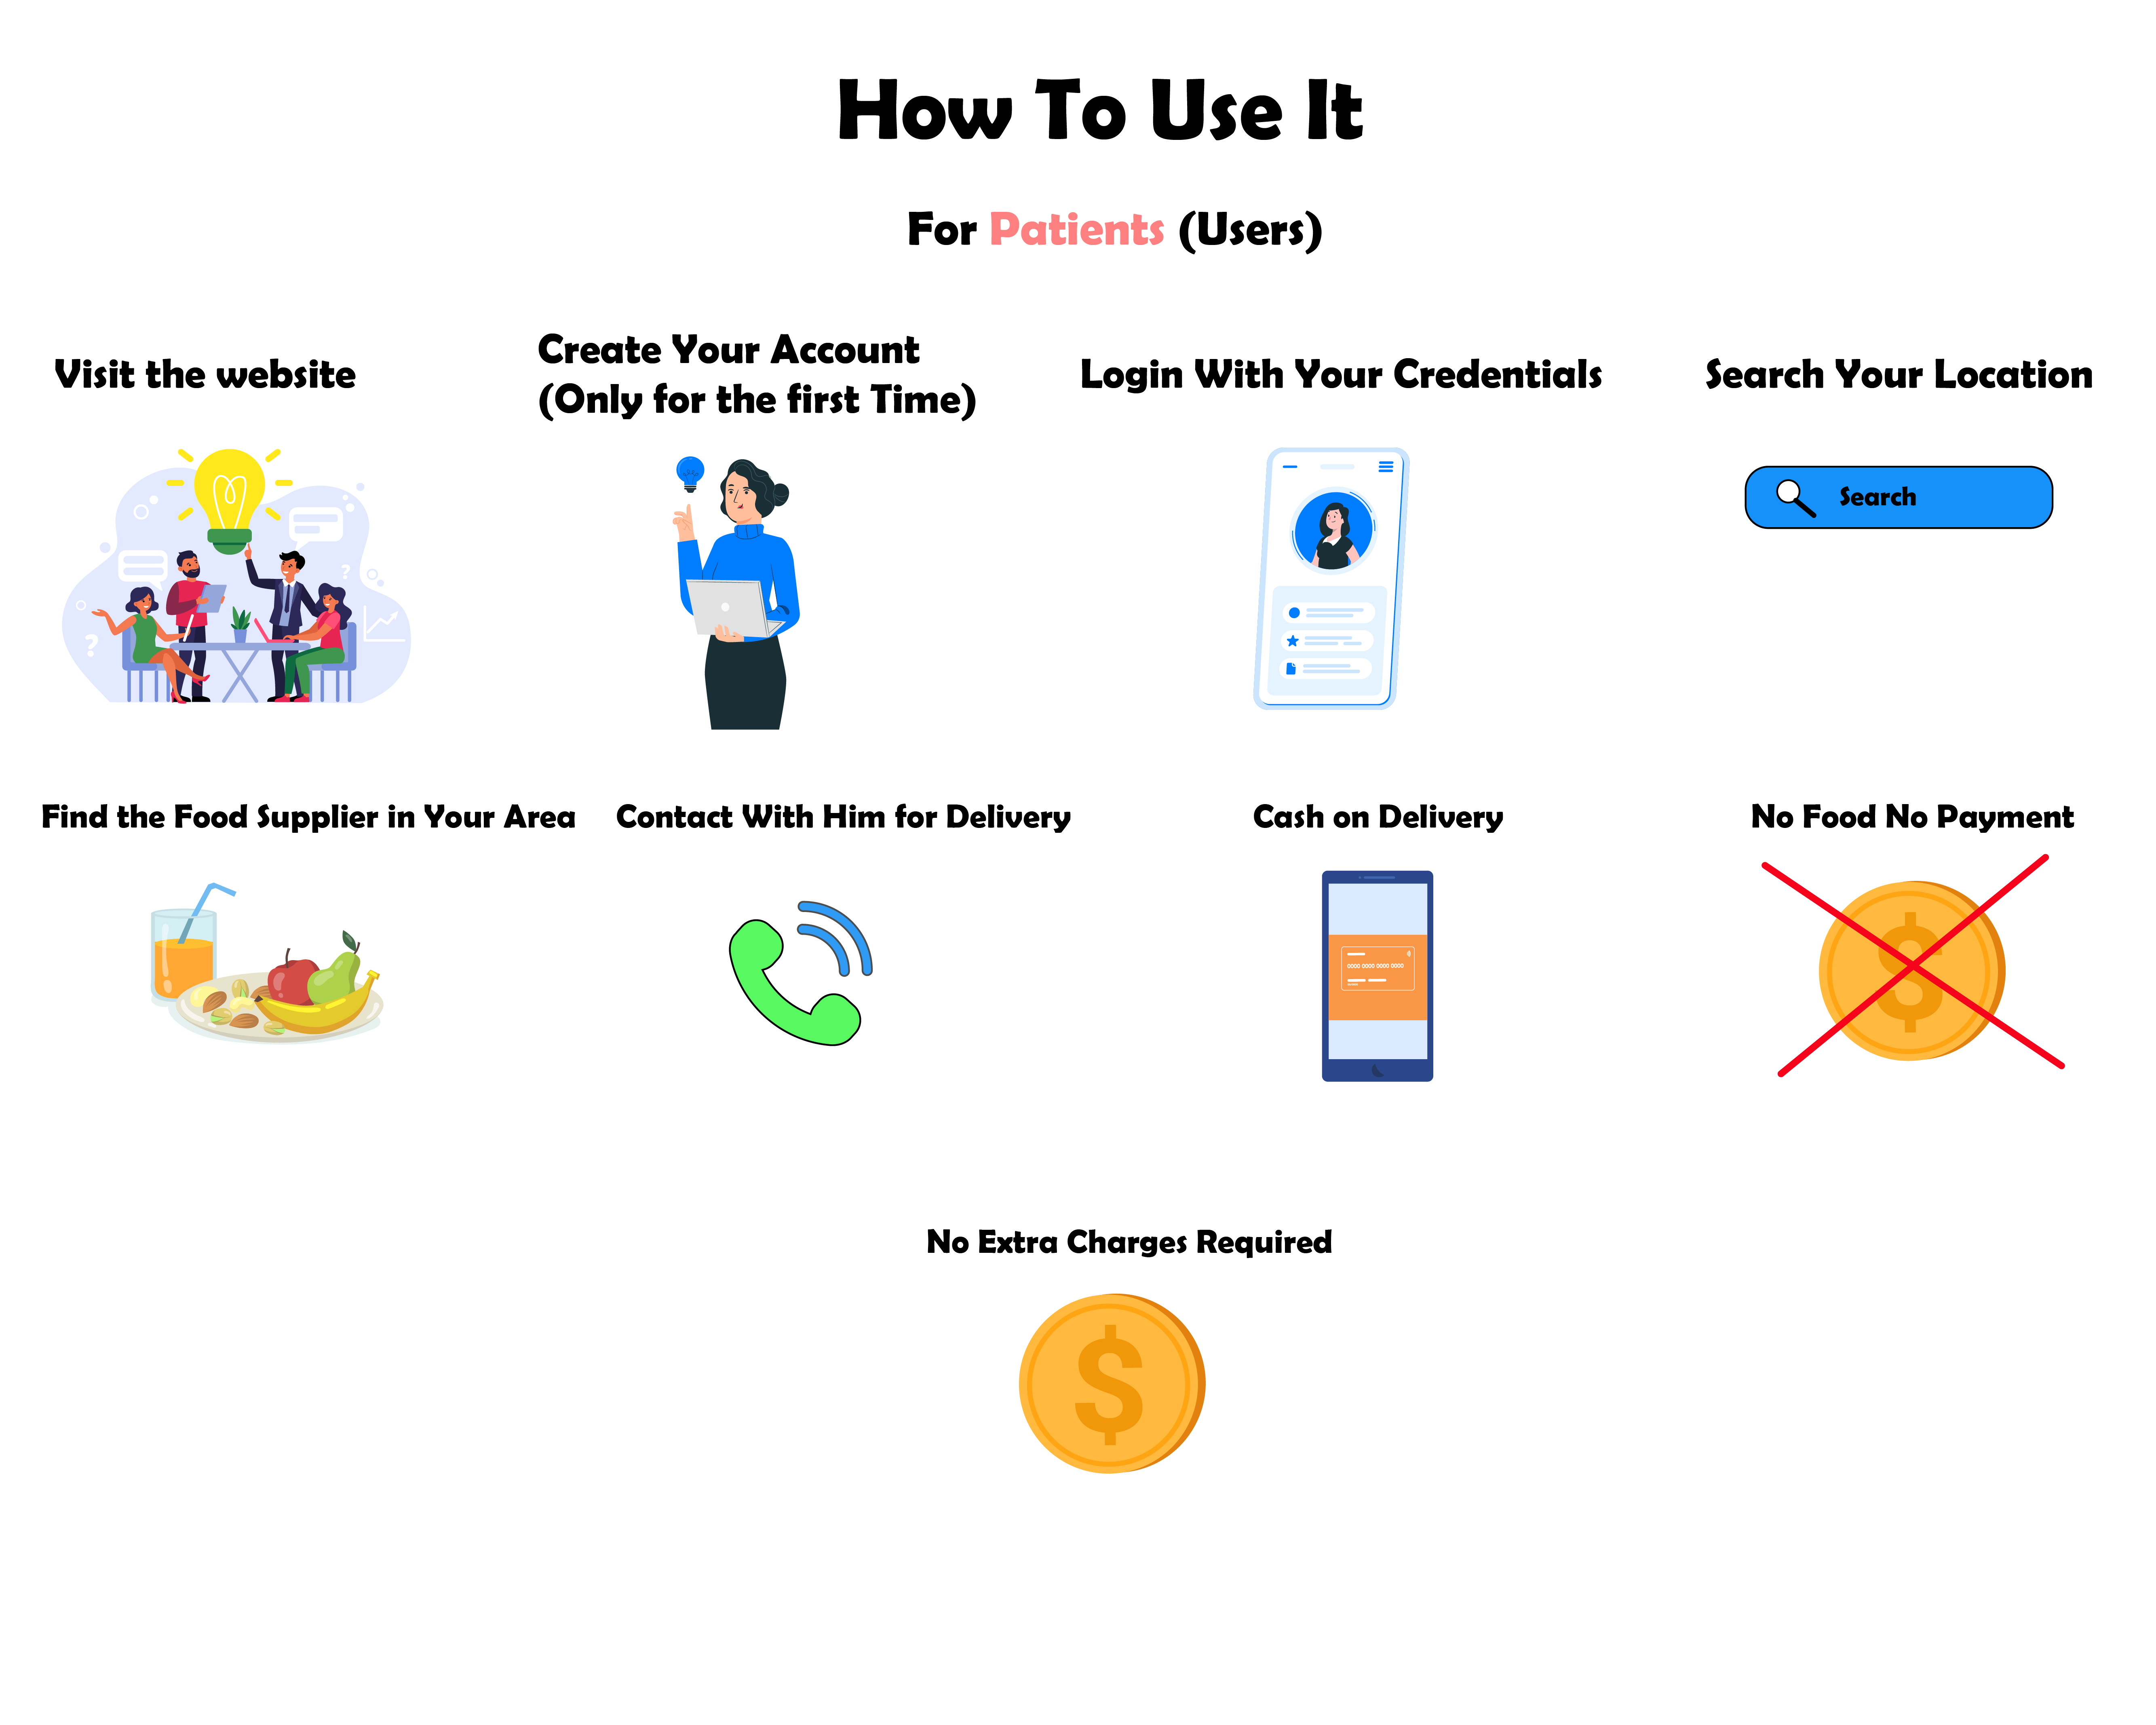 How To Use It
For Patients (Users)
Visit the website
Create Your Account
(Only for the first Time)
Login With Your Credentials
Search Your Location
?
?
Search
Find the Food Supplier in Your Area
Contact With Him for Delivery
Cash on Delivery
No Food No Payment
0000 0000 0000 0000
$
No Extra Charges Required
$